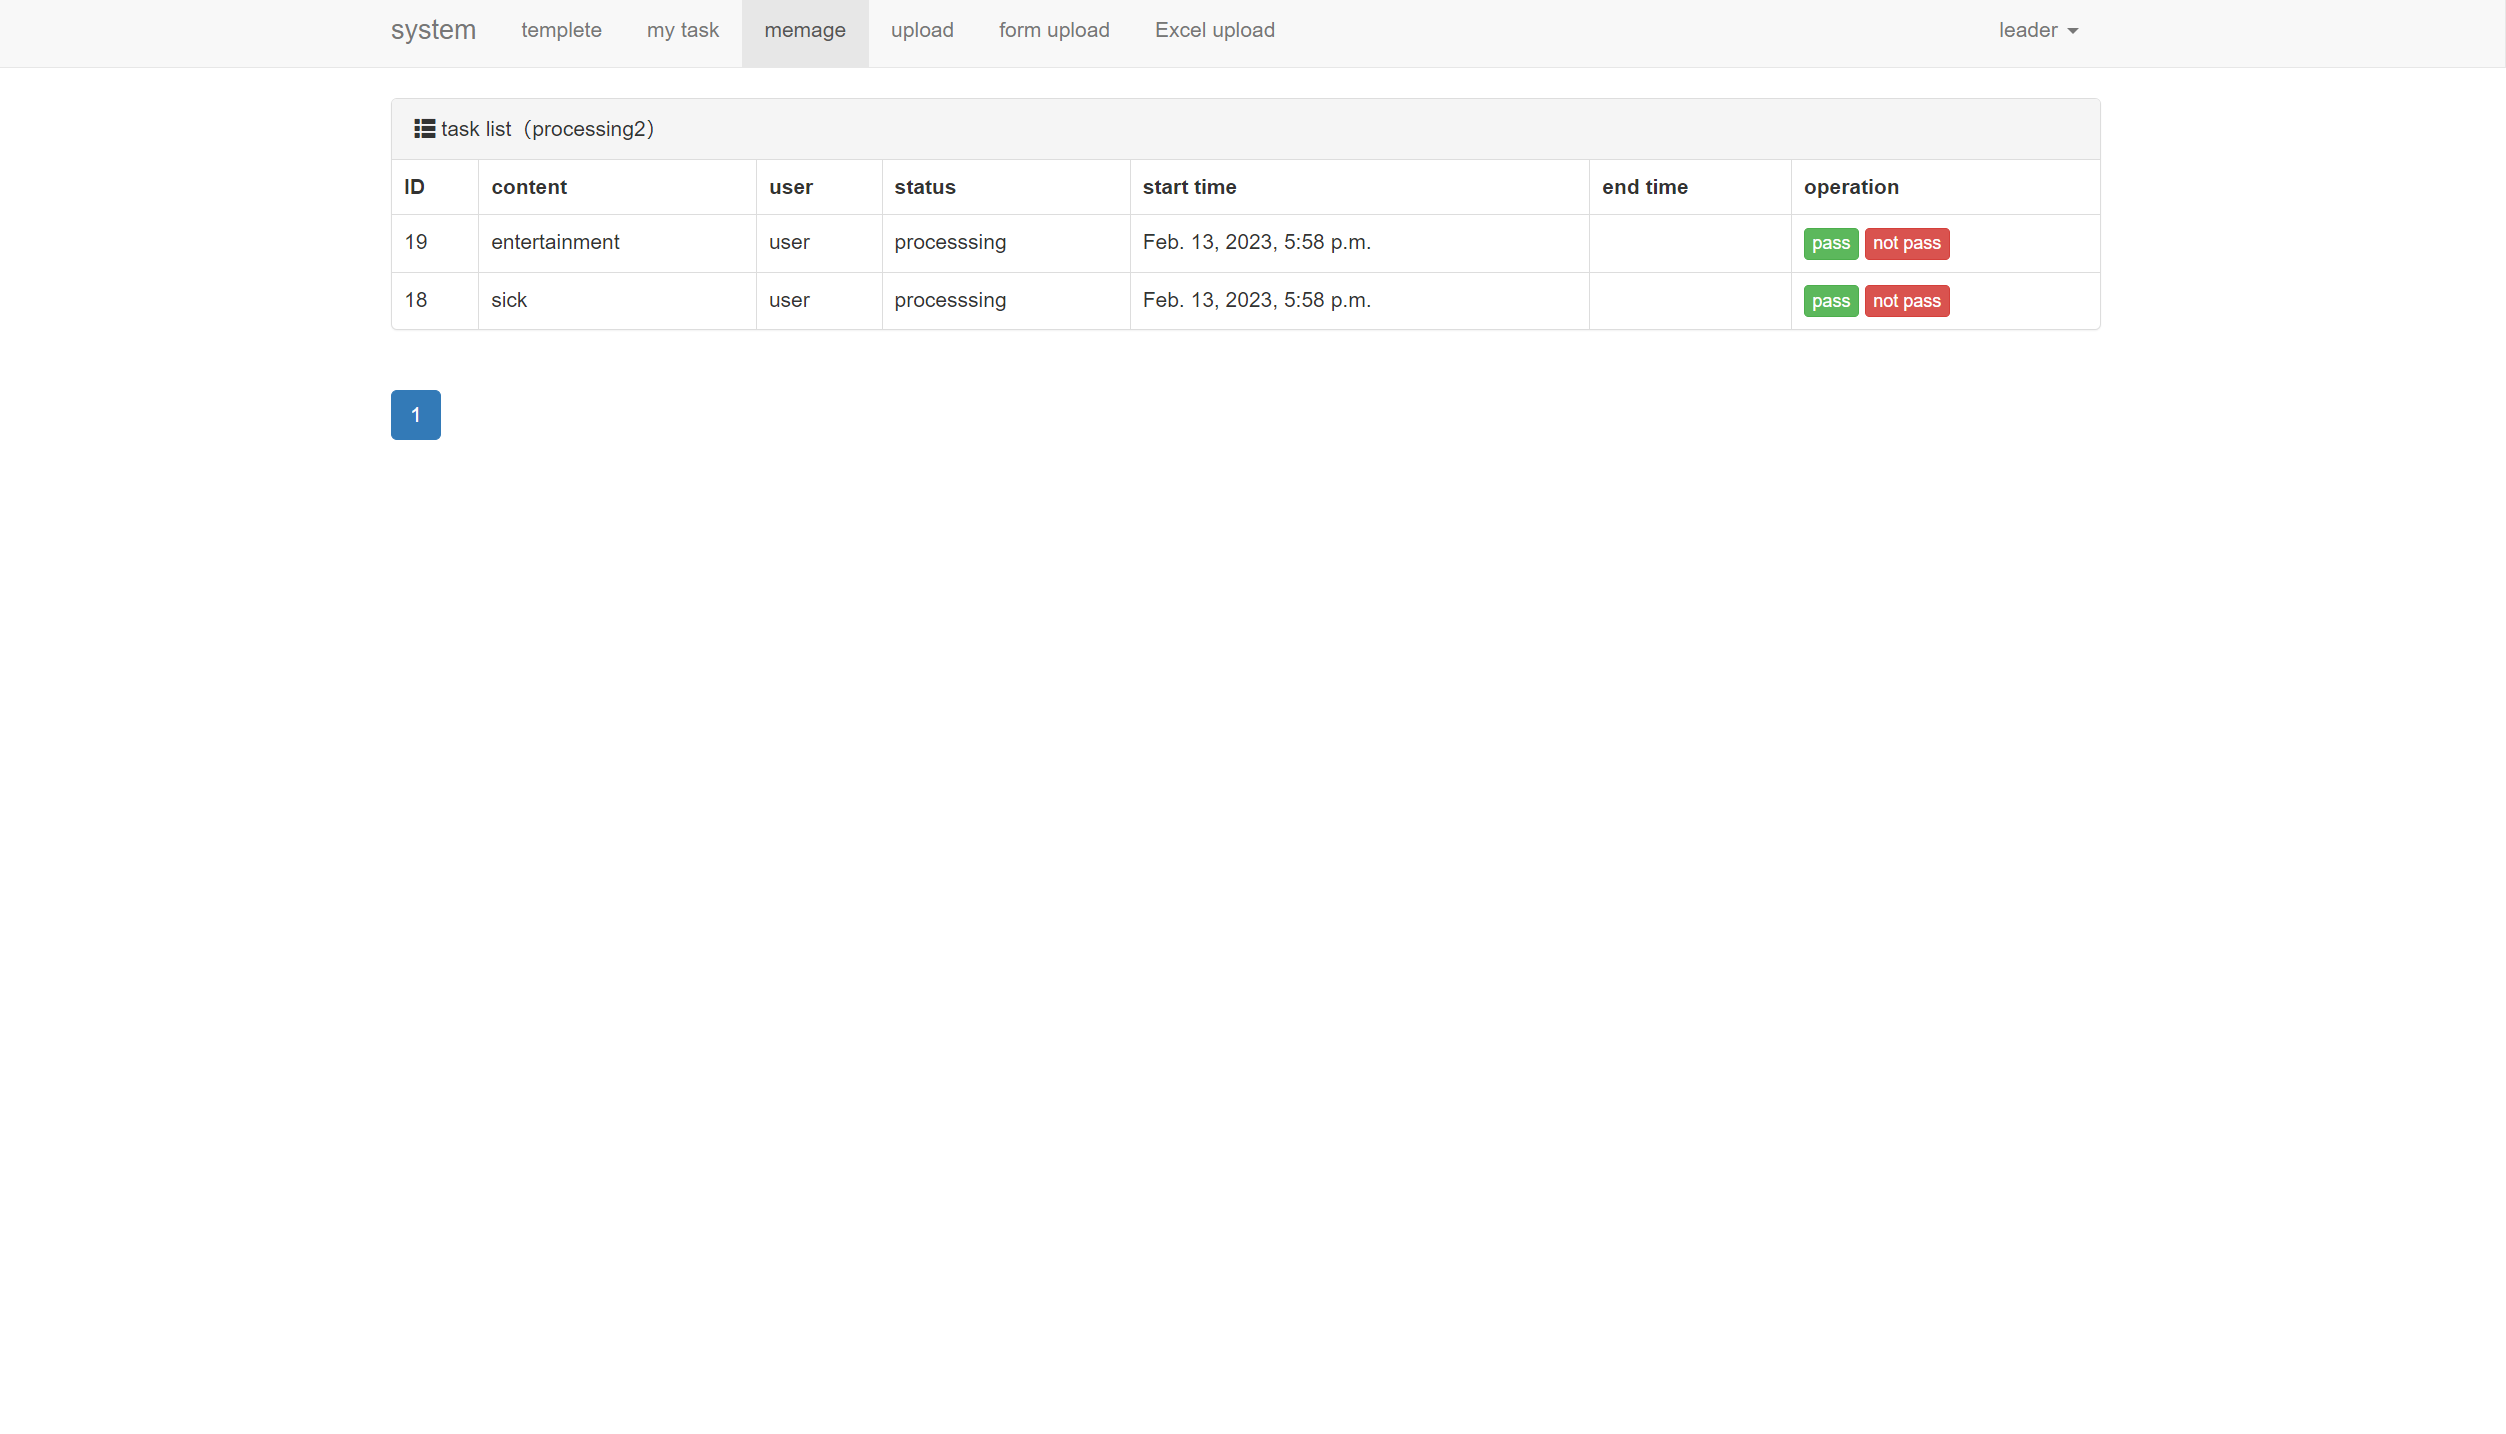 system templete my task memage upload form upload Excel upload leader
task list（processing2）
ID content user status start time end time operation
19 entertainment user processsing Feb. 13, 2023, 5:58 p.m. pass not pass
18 sick user processsing Feb. 13, 2023, 5:58 p.m. pass not pass
1